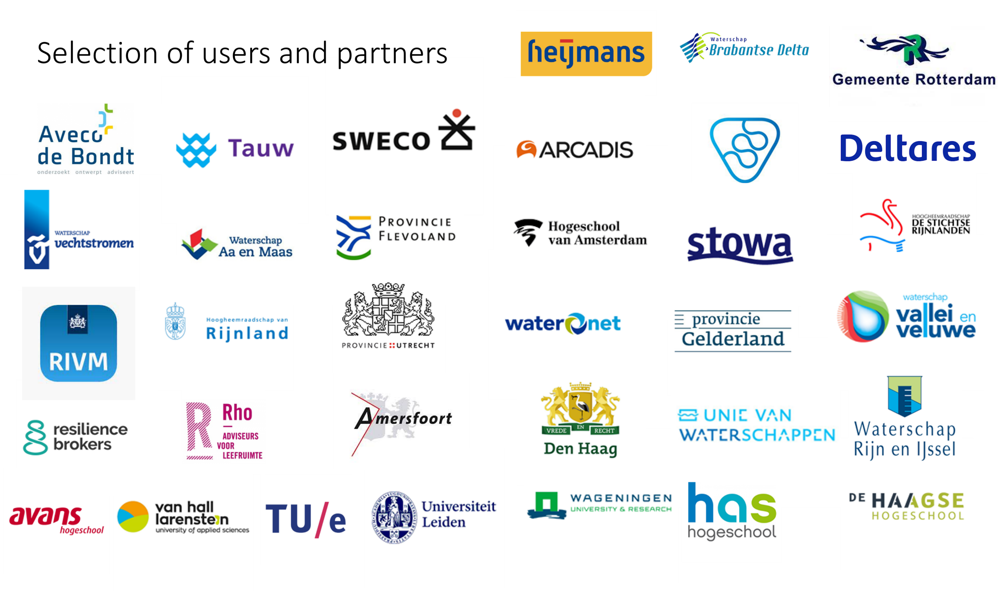 Selection of users and partners
heijmans
Waterschap
Brabantse Delta
Gemeente Rotterdam
Aveco
de Bondt
onderzoekt ontwerpt adviseert
Tauw
SWECO
ARCADIS
Deltares
WATERSCHAP
vechtstromen
Waterschap
Aa en Maas
PROVINCIE
FLEVOLAND
Hogeschool
van Amsterdam
stowa
HOOGHEEMRAADSCHAP
DE STICHTSE
RIJNLANDEN
RIVM
Hoogheemraadschap van
Rijnland
PROVINCIE UTRECHT
waternet
provincie
Gelderland
waterschap
vallei en
veluwe
resilience
brokers
R
Rho
ADVISEURS
VOOR
LEEFRUIMTE
Amersfoort
VREDE EN RECHT
Den Haag
UNIE VAN
WATERSCHAPPEN
Waterschap
Rijn en IJssel
avans
hogeschool
van hall
larenstein
university of applied sciences
TU/e
Universiteit
Leiden
WAGENINGEN
UNIVERSITY & RESEARCH
has
hogeschool
DE HAAGSE
HOGESCHOOL